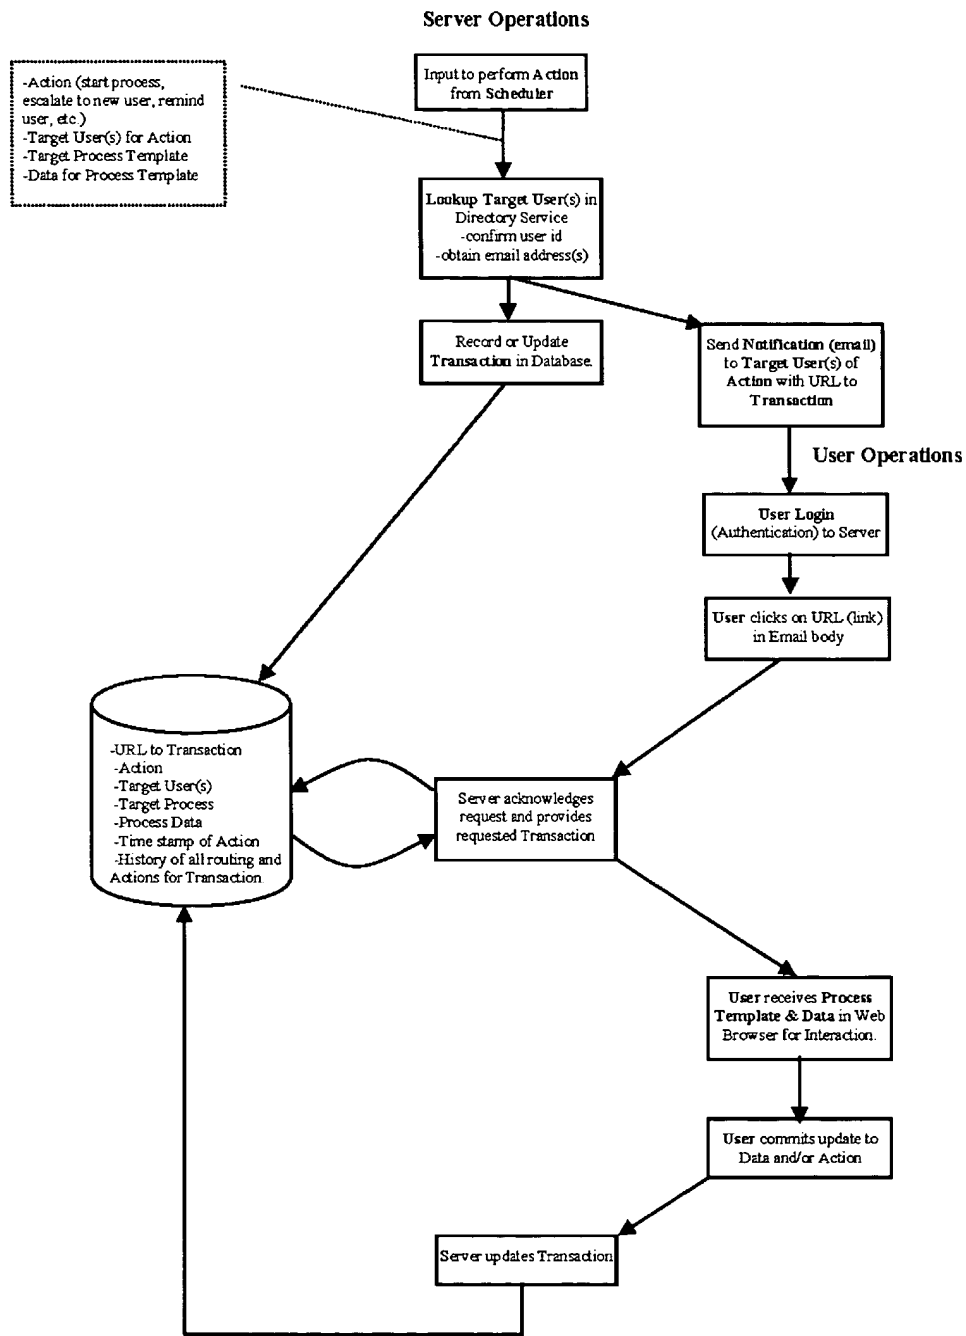 Server Operations
Input to perform Action
from Scheduler
-Action (start process,
escalate to new user, remind
user, etc.)
-Target User(s) for Action
-Target Process Template
-Data for Process Template
Lookup Target User(s) in
Directory Service
-confirm user id
-obtain email address(s)
Record or Update
Transaction in Database.
Send Notification (email)
to Target User(s) of
Action with URL to
Transaction
User Operations
User Login
(Authentication) to Server
User clicks on URL (link)
in Email body
-URL to Transaction
-Action
-Target User(s)
-Target Process
-Process Data
-Time stamp of Action
-History of all routing and
Actions for Transaction.
Server acknowledges
request and provides
requested Transaction
User receives Process
Template & Data in Web
Browser for Interaction.
User commits update to
Data and/or Action
Server updates Transaction